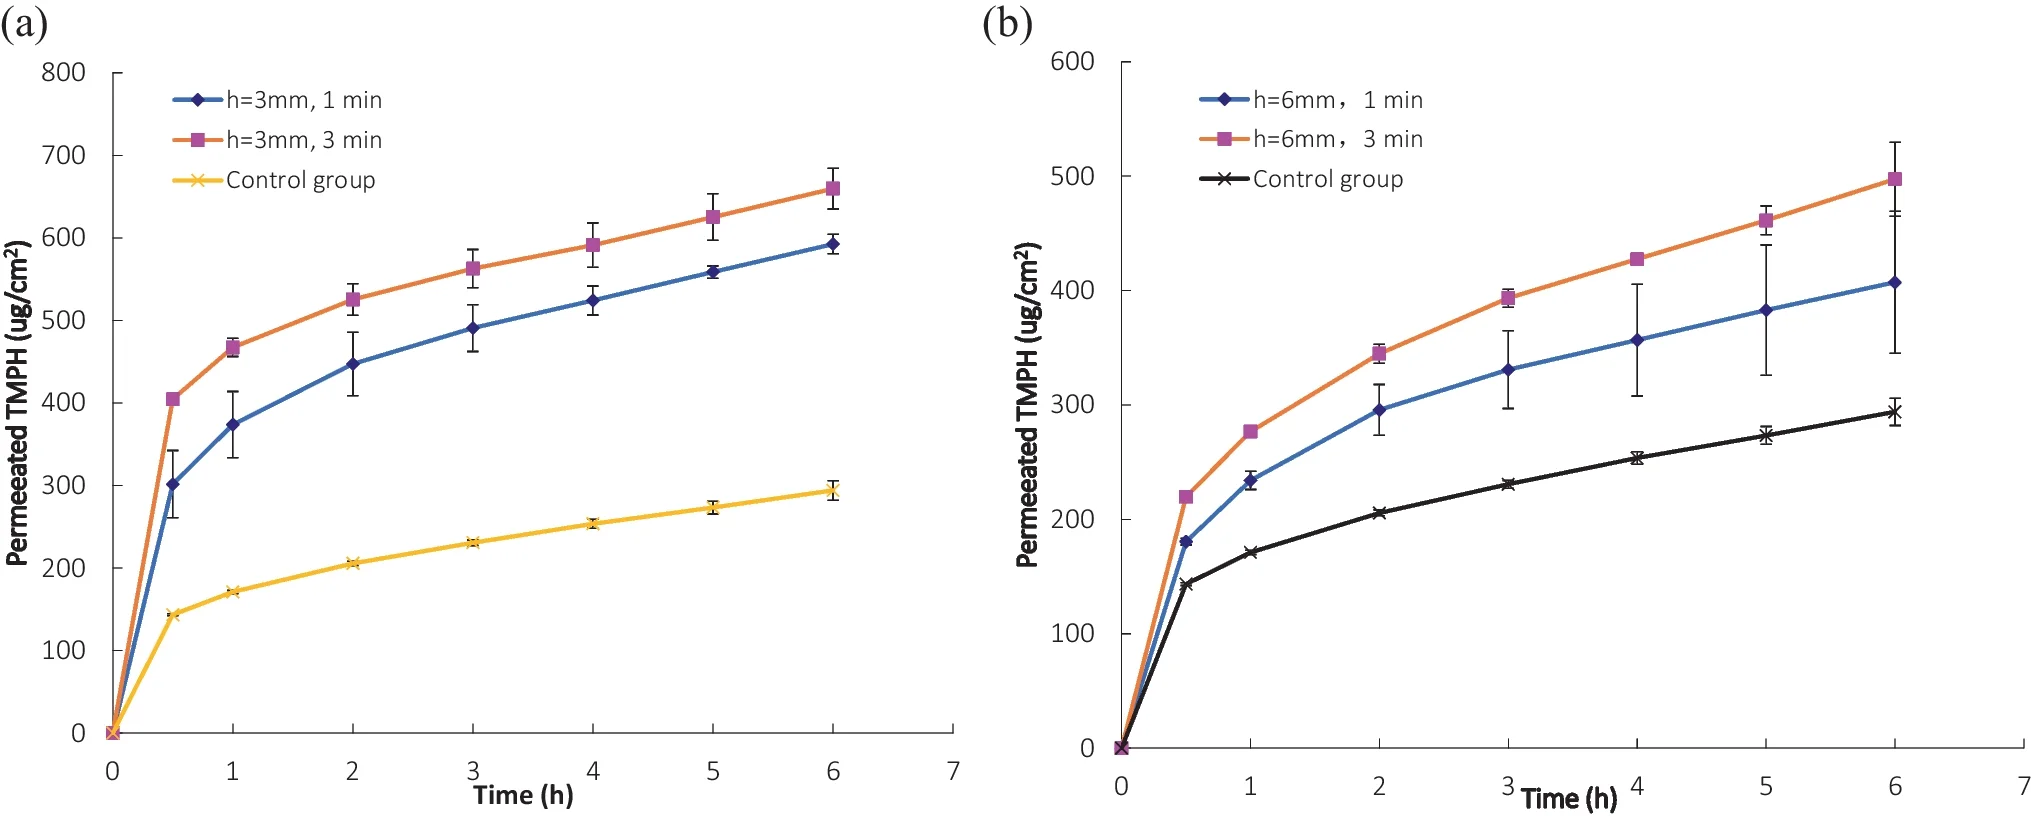 (a)
800
700
600
500
400
300
200
100
0
0 1 2 3 4 5 6 7
Permeeated TMPH (ug/cm²)
Time (h)
h=3mm, 1 min
h=3mm, 3 min
Control group
(b)
600
500
400
300
200
100
0
0 1 2 3 4 5 6 7
Permeeated TMPH (ug/cm²)
Time (h)
h=6mm，1 min
h=6mm，3 min
Control group